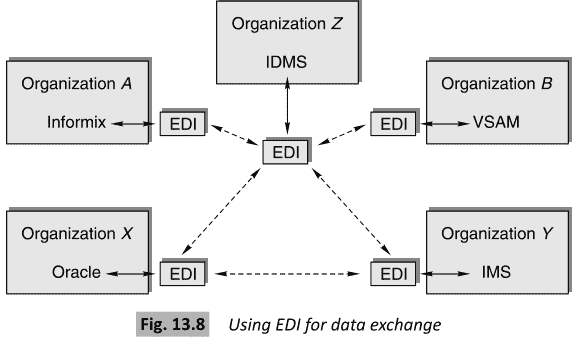 Organization Z
IDMS
Organization A
Informix
EDI
Organization B
EDI
VSAM
EDI
Organization X
Oracle
EDI
Organization Y
EDI
IMS
Fig. 13.8 Using EDI for data exchange